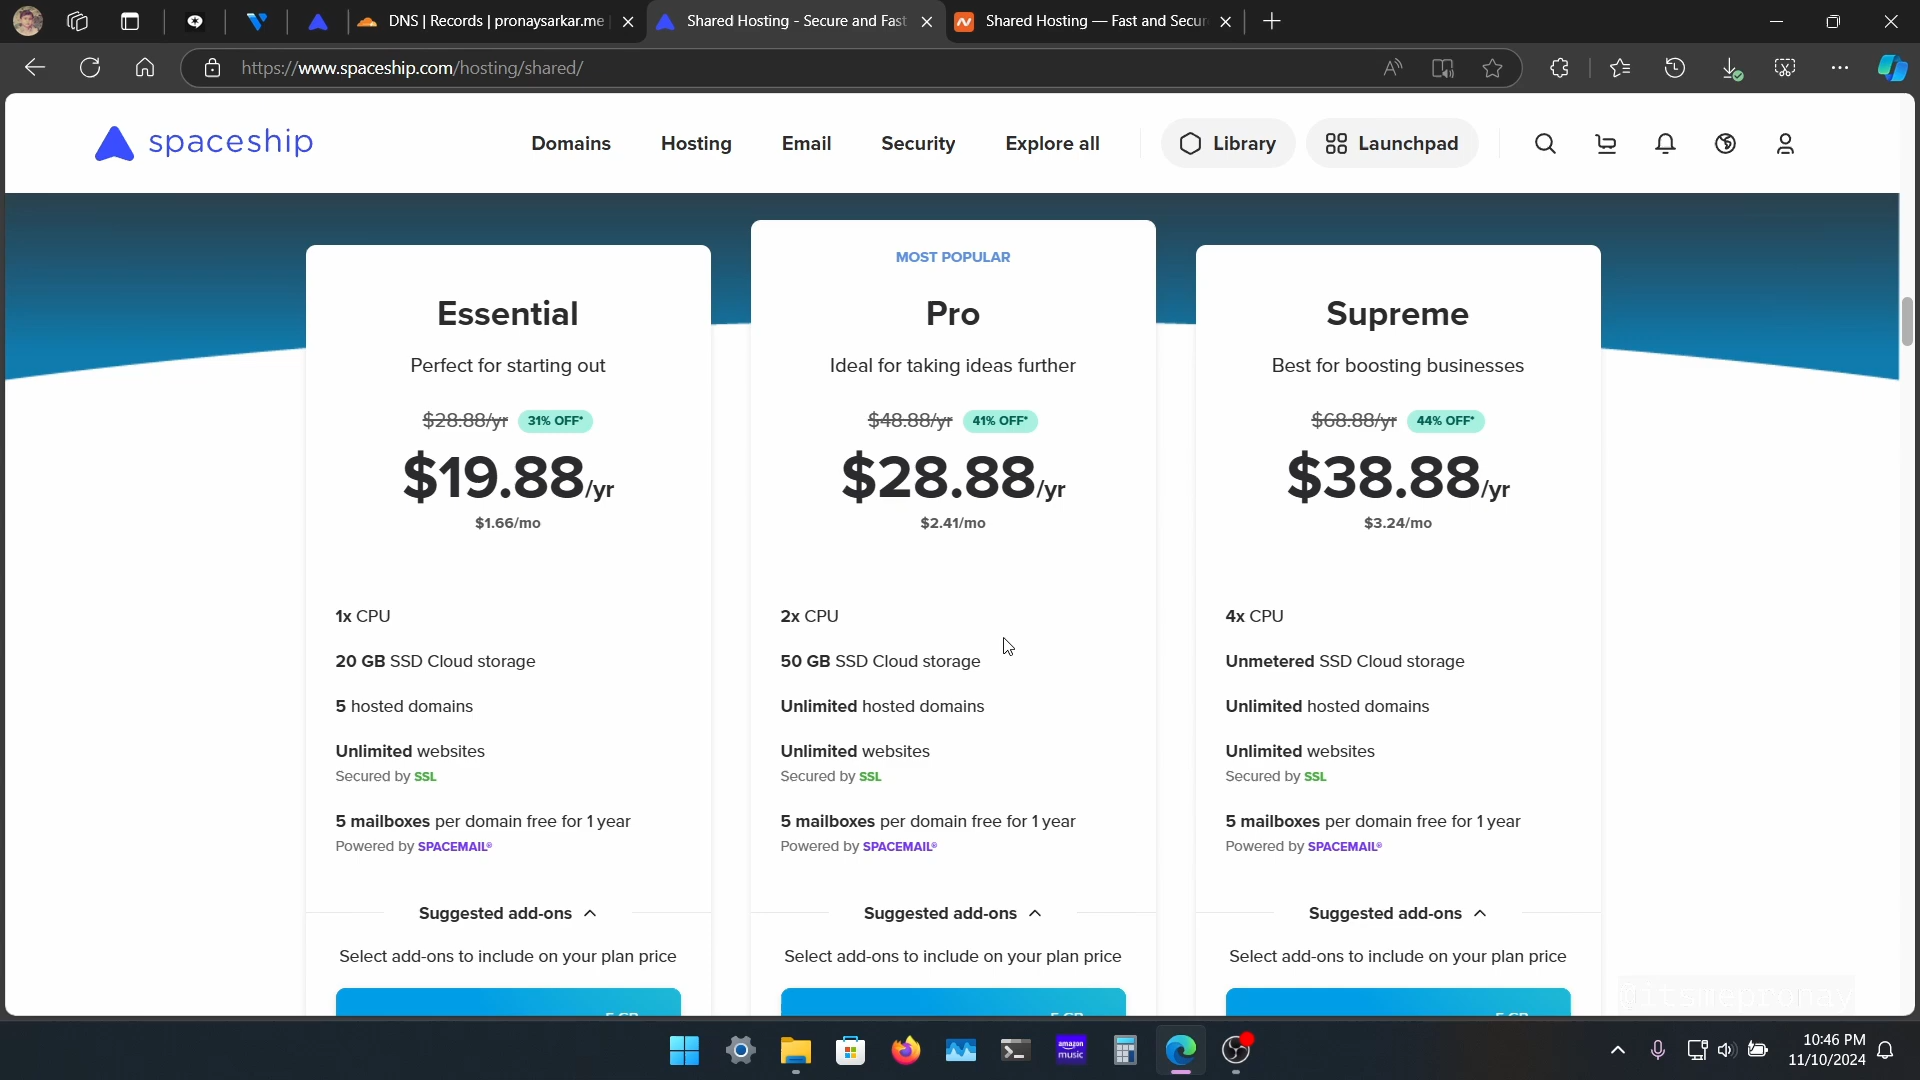 DNS | Records | pronaysarkar.me
Shared Hosting - Secure and Fast
Shared Hosting — Fast and Secur
https://www.spaceship.com/hosting/shared/
spaceship
Domains
Hosting
Email
Security
Explore all
Library
Launchpad
MOST POPULAR
Essential
Perfect for starting out
$28.88/yr 31% OFF*
$19.88/yr
$1.66/mo
1x CPU
20 GB SSD Cloud storage
5 hosted domains
Unlimited websites
Secured by SSL
5 mailboxes per domain free for 1 year
Powered by SPACEMAIL®
Suggested add-ons
Select add-ons to include on your plan price
5 GB
Pro
Ideal for taking ideas further
$48.88/yr 41% OFF*
$28.88/yr
$2.41/mo
2x CPU
50 GB SSD Cloud storage
Unlimited hosted domains
Unlimited websites
Secured by SSL
5 mailboxes per domain free for 1 year
Powered by SPACEMAIL®
Suggested add-ons
Select add-ons to include on your plan price
5 GB
Supreme
Best for boosting businesses
$68.88/yr 44% OFF*
$38.88/yr
$3.24/mo
4x CPU
Unmetered SSD Cloud storage
Unlimited hosted domains
Unlimited websites
Secured by SSL
5 mailboxes per domain free for 1 year
Powered by SPACEMAIL®
Suggested add-ons
Select add-ons to include on your plan price
5 GB
@itsmepronay
amazon
music
10:46 PM
11/10/2024